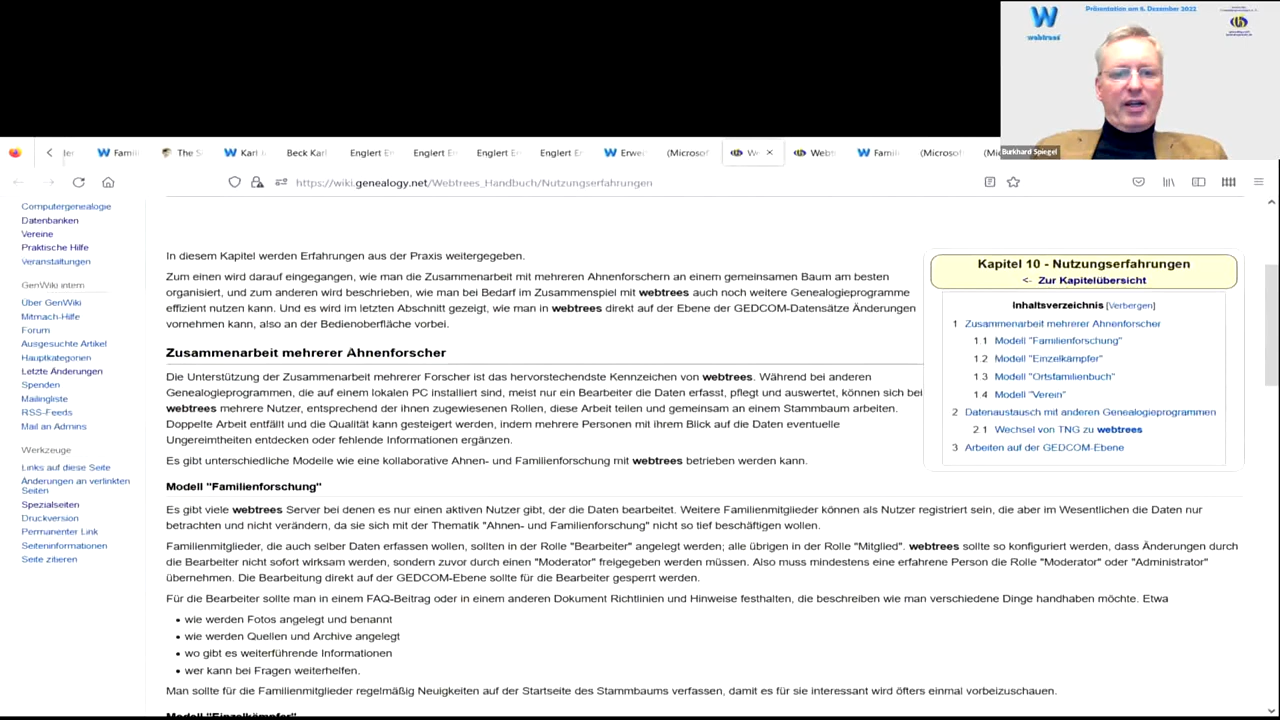 Präsentation am 6. Dezember 2022
webtrees
Burkhard Spiegel
Famili
The S
Karl
Beck Karl
Englert E
Englert E
Englert E
Englert E
Erwe
(Microsof
W
Webt
Famile
(Microsof
https://wiki.genealogy.net/Webtrees_Handbuch/Nutzungserfahrungen
Computergenealogie
Datenbanken
Vereine
Praktische Hilfe
Veranstaltungen
GenWiki intern
Über GenWiki
Mitmach-Hilfe
Forum
Ausgesuchte Artikel
Hauptkategorien
Letzte Änderungen
Spenden
Mailingliste
RSS-Feeds
Mail an Admins
Werkzeuge
Links auf diese Seite
Änderungen an verlinkten
Seiten
Spezialseiten
Druckversion
Permanenter Link
Seiteninformationen
Seite zitieren
In diesem Kapitel werden Erfahrungen aus der Praxis weitergegeben.
Zum einen wird darauf eingegangen, wie man die Zusammenarbeit mit mehreren Ahnenforschern an einem gemeinsamen Baum am besten
organisiert, und zum anderen wird beschrieben, wie man bei Bedarf im Zusammenspiel mit webtrees auch noch weitere Genealogieprogramme
effizient nutzen kann. Und es wird im letzten Abschnitt gezeigt, wie man in webtrees direkt auf der Ebene der GEDCOM-Datensätze Änderungen
vornehmen kann, also an der Bedienoberfläche vorbei.
Kapitel 10 - Nutzungserfahrungen
<- Zur Kapitelübersicht
Inhaltsverzeichnis [Verbergen]
1 Zusammenarbeit mehrerer Ahnenforscher
1.1 Modell "Familienforschung"
1.2 Modell "Einzelkämpfer"
1.3 Modell "Ortsfamilienbuch"
1.4 Modell "Verein"
2 Datenaustausch mit anderen Genealogieprogrammen
2.1 Wechsel von TNG zu webtrees
3 Arbeiten auf der GEDCOM-Ebene
Zusammenarbeit mehrerer Ahnenforscher
Die Unterstützung der Zusammenarbeit mehrerer Forscher ist das hervorstechendste Kennzeichen von webtrees. Während bei anderen
Genealogieprogrammen, die auf einem lokalen PC installiert sind, meist nur ein Bearbeiter die Daten erfasst, pflegt und auswertet, können sich bei
webtrees mehrere Nutzer, entsprechend der ihnen zugewiesenen Rollen, diese Arbeit teilen und gemeinsam an einem Stammbaum arbeiten.
Doppelte Arbeit entfällt und die Qualität kann gesteigert werden, indem mehrere Personen mit ihrem Blick auf die Daten eventuelle
Ungereimtheiten entdecken oder fehlende Informationen ergänzen.
Es gibt unterschiedliche Modelle wie eine kollaborative Ahnen- und Familienforschung mit webtrees betrieben werden kann.
Modell "Familienforschung"
Es gibt viele webtrees Server bei denen es nur einen aktiven Nutzer gibt, der die Daten bearbeitet. Weitere Familienmitglieder können als Nutzer registriert sein, die aber im Wesentlichen die Daten nur
betrachten und nicht verändern, da sie sich mit der Thematik "Ahnen- und Familienforschung" nicht so tief beschäftigen wollen.
Familienmitglieder, die auch selber Daten erfassen wollen, sollten in der Rolle "Bearbeiter" angelegt werden; alle übrigen in der Rolle "Mitglied". webtrees sollte so konfiguriert werden, dass Änderungen durch
die Bearbeiter nicht sofort wirksam werden, sondern zuvor durch einen "Moderator" freigegeben werden müssen. Also muss mindestens eine erfahrene Person die Rolle "Moderator" oder "Administrator"
übernehmen. Die Bearbeitung direkt auf der GEDCOM-Ebene sollte für die Bearbeiter gesperrt werden.
Für die Bearbeiter sollte man in einem FAQ-Beitrag oder in einem anderen Dokument Richtlinien und Hinweise festhalten, die beschreiben wie man verschiedene Dinge handhaben möchte. Etwa
• wie werden Fotos angelegt und benannt
• wie werden Quellen und Archive angelegt
• wo gibt es weiterführende Informationen
• wer kann bei Fragen weiterhelfen.
Man sollte für die Familienmitglieder regelmäßig Neuigkeiten auf der Startseite des Stammbaums verfassen, damit es für sie interessant wird öfters einmal vorbeizuschauen.
Modell "Einzelkämpfer"